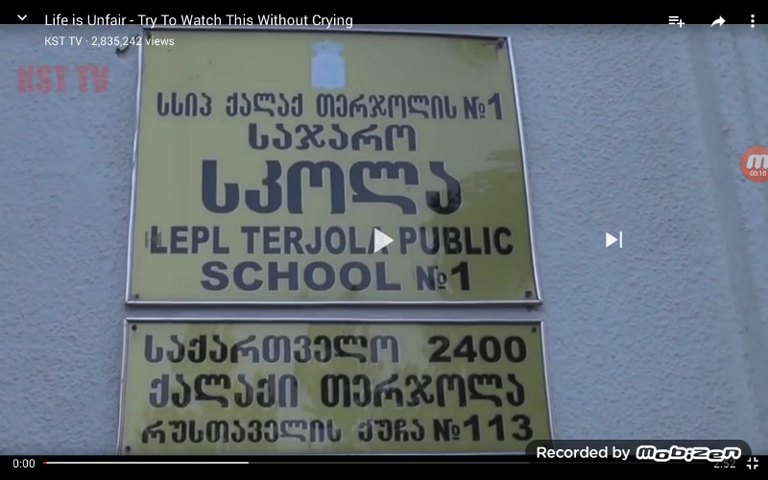 Life is Unfair - Try To Watch This Without Crying
KST TV · 2,835,242 views
KST TV
სსიპ ქალაქ თერჯოლის №1
საჯარო
სკოლა
LEPL TERJOLA PUBLIC
SCHOOL №1
00:10
საქართველო 2400
ქალაქი თერჯოლა
რუსთაველის ქუჩა №113
Recorded by mobizen
0:00
2:52